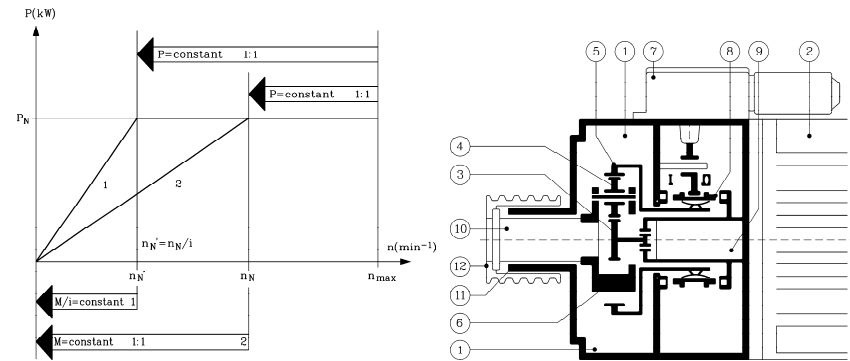 P(kW)
P=constant 1:1
P=constant 1:1
P_N
1
2
n_N'=n_N/i
n(min⁻¹)
n_N'
n_N
n_max
M/i=constant 1
M=constant 1:1 2
5
1
7
8
9
2
4
3
I 0
10
12
11
6
1